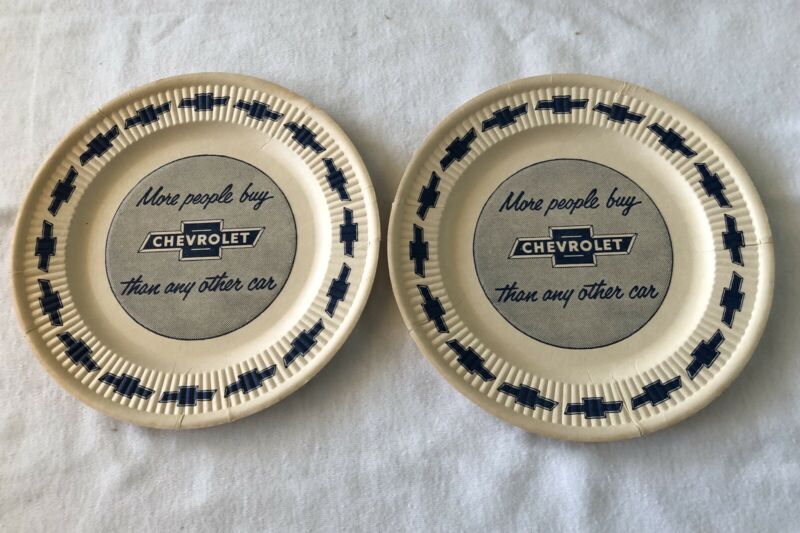 More people buy
CHEVROLET
than any other car
More people buy
CHEVROLET
than any other car